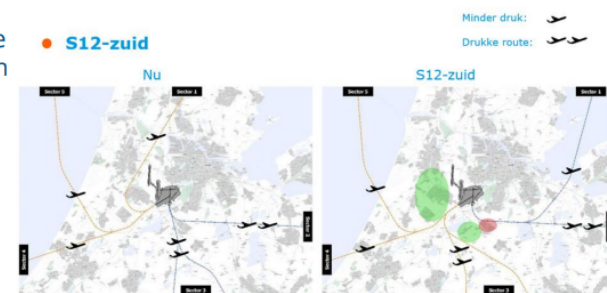 e
n
• S12-zuid
Minder druk:
Drukke route:
Nu
S12-zuid
Sector 5
Sector 1
Sector 2
Sector 4
Sector 3
Sector 5
Sector 1
Sector 4
Sector 3